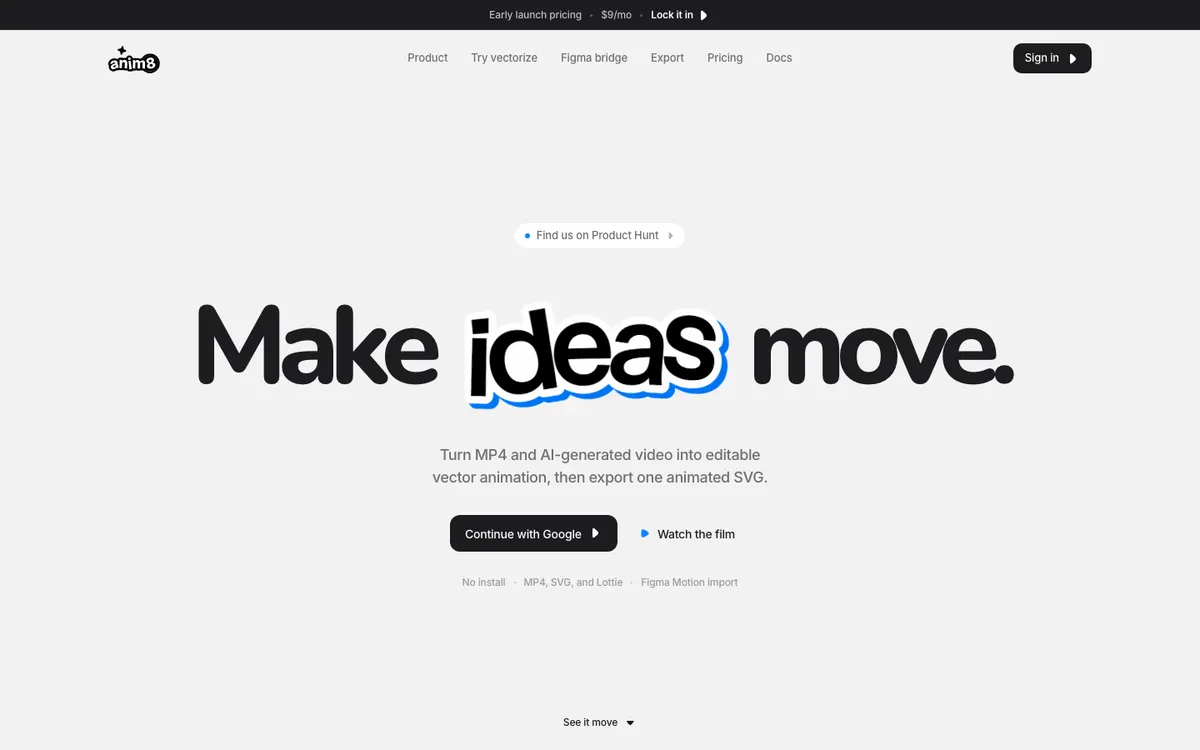 Early launch pricing · $9/mo · Lock it in
anim8
Product Try vectorize Figma bridge Export Pricing Docs
Sign in
Find us on Product Hunt
Make ideas move.
Turn MP4 and AI-generated video into editable
vector animation, then export one animated SVG.
Continue with Google
Watch the film
No install · MP4, SVG, and Lottie · Figma Motion import
See it move